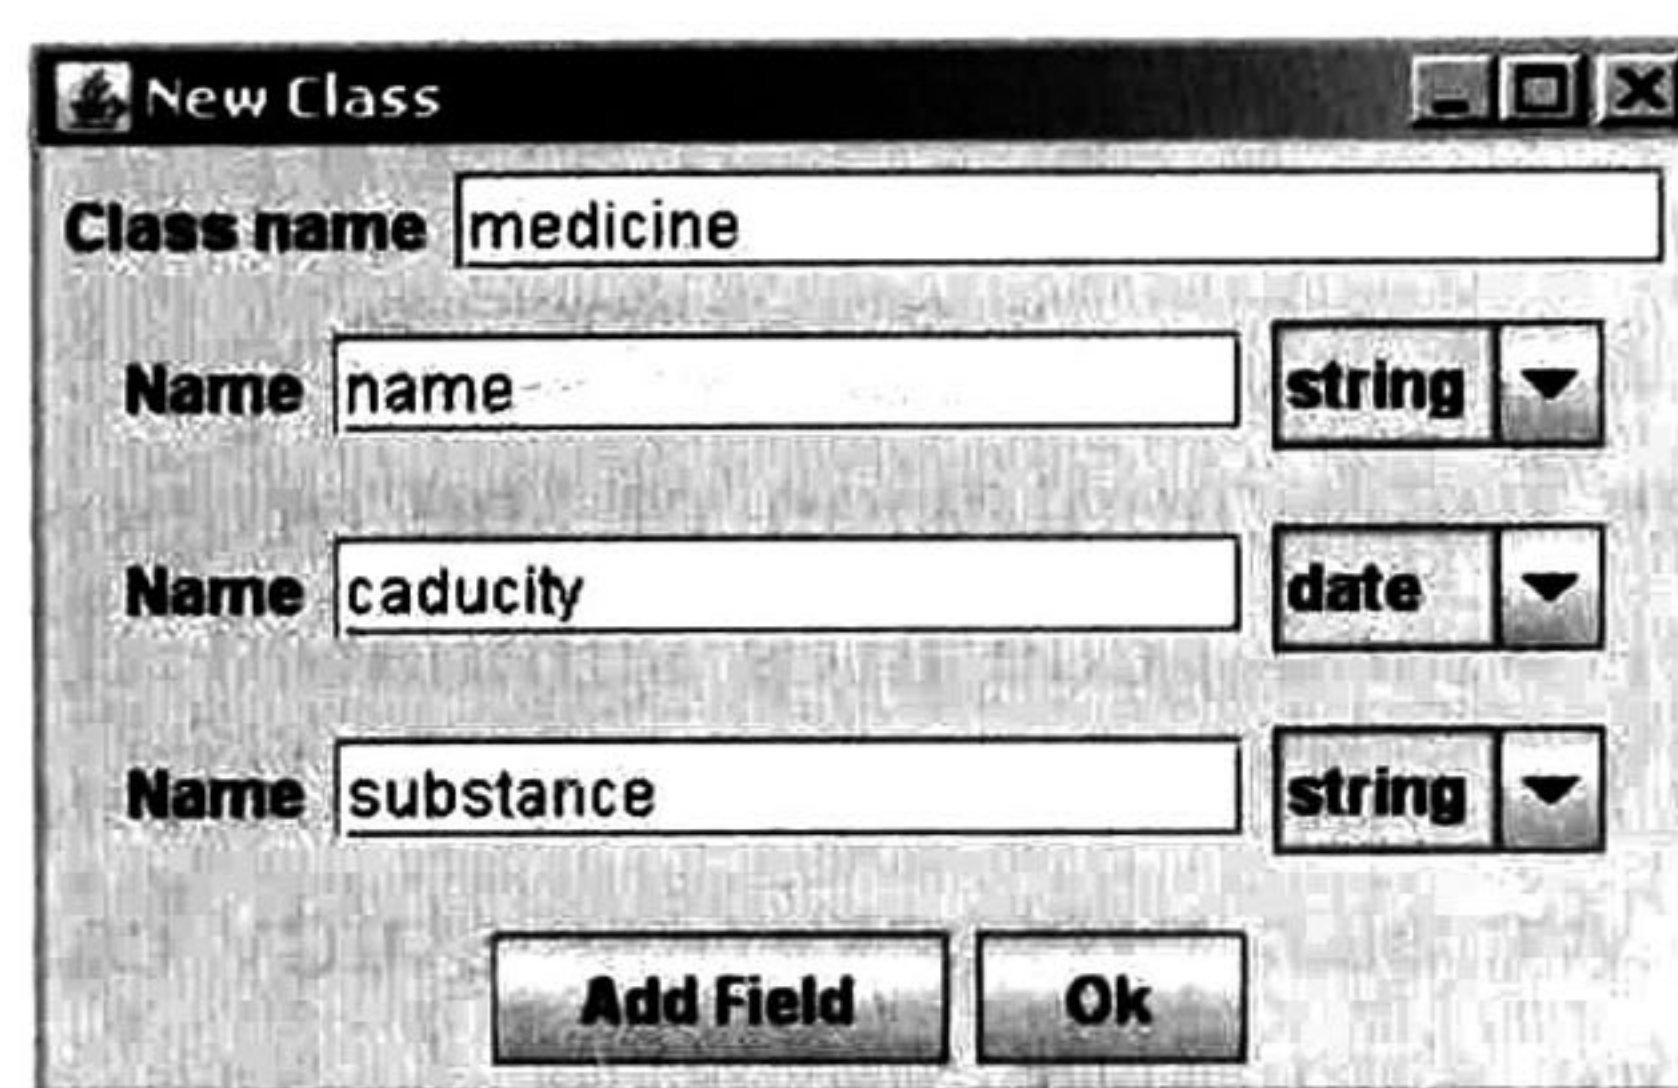 New Class
Class name medicine
Name name string
Name caducity date
Name substance string
Add Field Ok